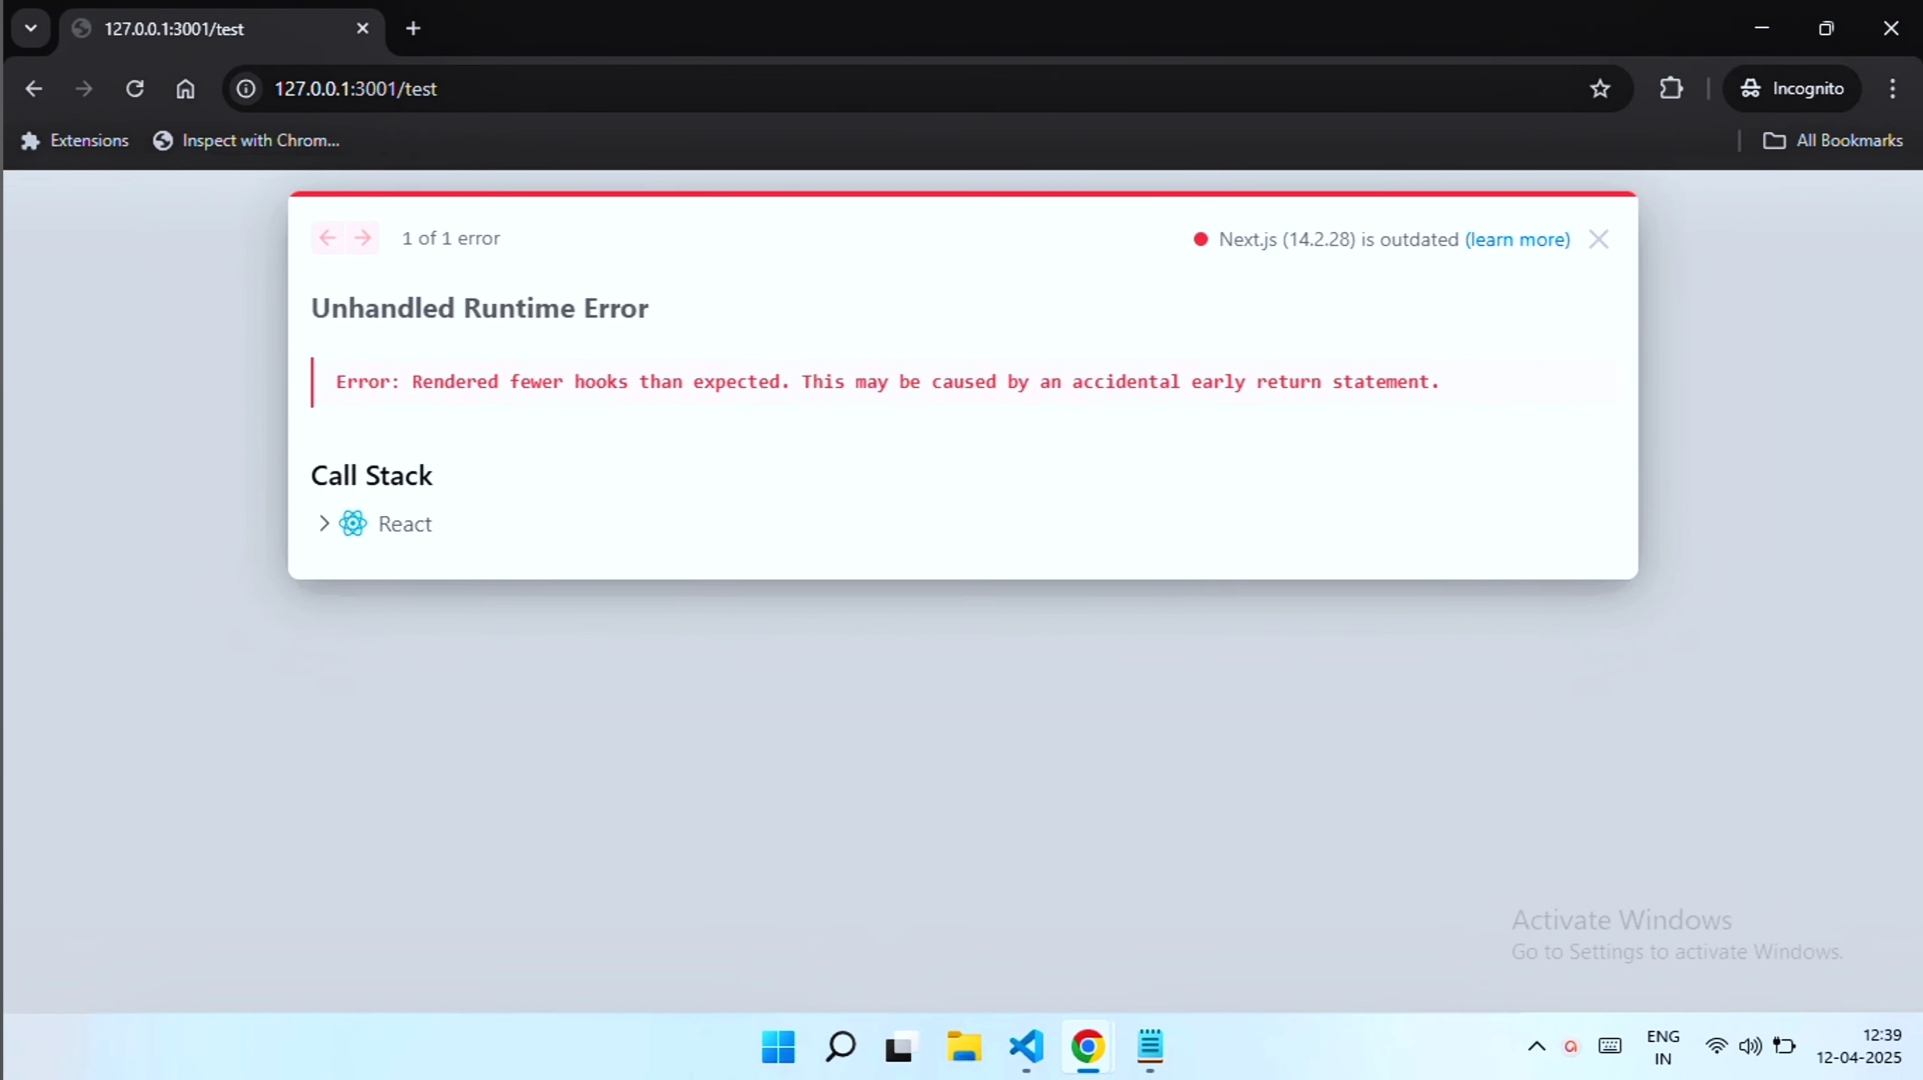 127.0.0.1:3001/test
127.0.0.1:3001/test
Incognito
Extensions
Inspect with Chrom...
All Bookmarks
1 of 1 error
Next.js (14.2.28) is outdated (learn more)
Unhandled Runtime Error
Error: Rendered fewer hooks than expected. This may be caused by an accidental early return statement.
Call Stack
React
Activate Windows
Go to Settings to activate Windows.
ENG
IN
12:39
12-04-2025